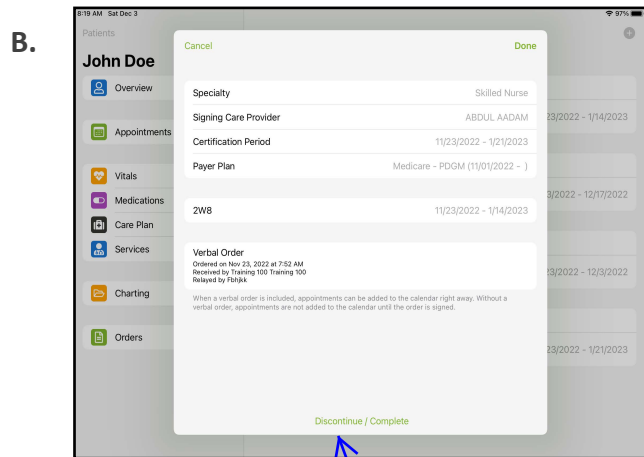 B.
8:19 AM Sat Dec 3
97%
Patients
John Doe
Overview
Appointments
Vitals
Medications
Care Plan
Services
Charting
Orders
Cancel
Done
Specialty Skilled Nurse
Signing Care Provider ABDUL AADAM
Certification Period 11/23/2022 - 1/21/2023
Payer Plan Medicare - PDGM (11/01/2022 - )
2W8 11/23/2022 - 1/14/2023
Verbal Order
Ordered on Nov 23, 2022 at 7:52 AM
Received by Training 100 Training 100
Relayed by Fbhjkk
When a verbal order is included, appointments can be added to the calendar right away. Without a
verbal order, appointments are not added to the calendar until the order is signed.
Discontinue / Complete
23/2022 - 1/14/2023
3/2022 - 12/17/2022
23/2022 - 12/3/2022
23/2022 - 1/21/2023